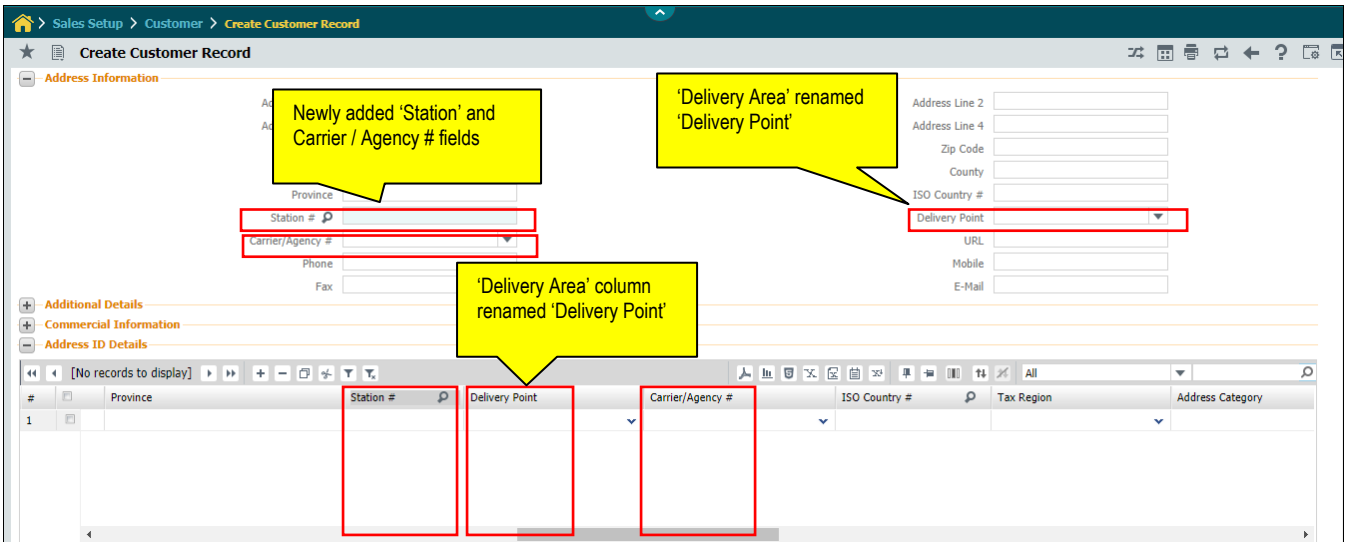 Sales Setup > Customer > Create Customer Record
Create Customer Record
Address Information
Newly added ‘Station’ and
Carrier / Agency # fields
‘Delivery Area’ renamed
‘Delivery Point’
Address Line 2
Address Line 4
Zip Code
County
Province
ISO Country #
Station #
Delivery Point
Carrier/Agency #
URL
Phone
Mobile
Fax
E-Mail
‘Delivery Area’ column
renamed ‘Delivery Point’
Additional Details
Commercial Information
Address ID Details
[No records to display] All
# Province Station # Delivery Point Carrier/Agency # ISO Country # Tax Region Address Category
1